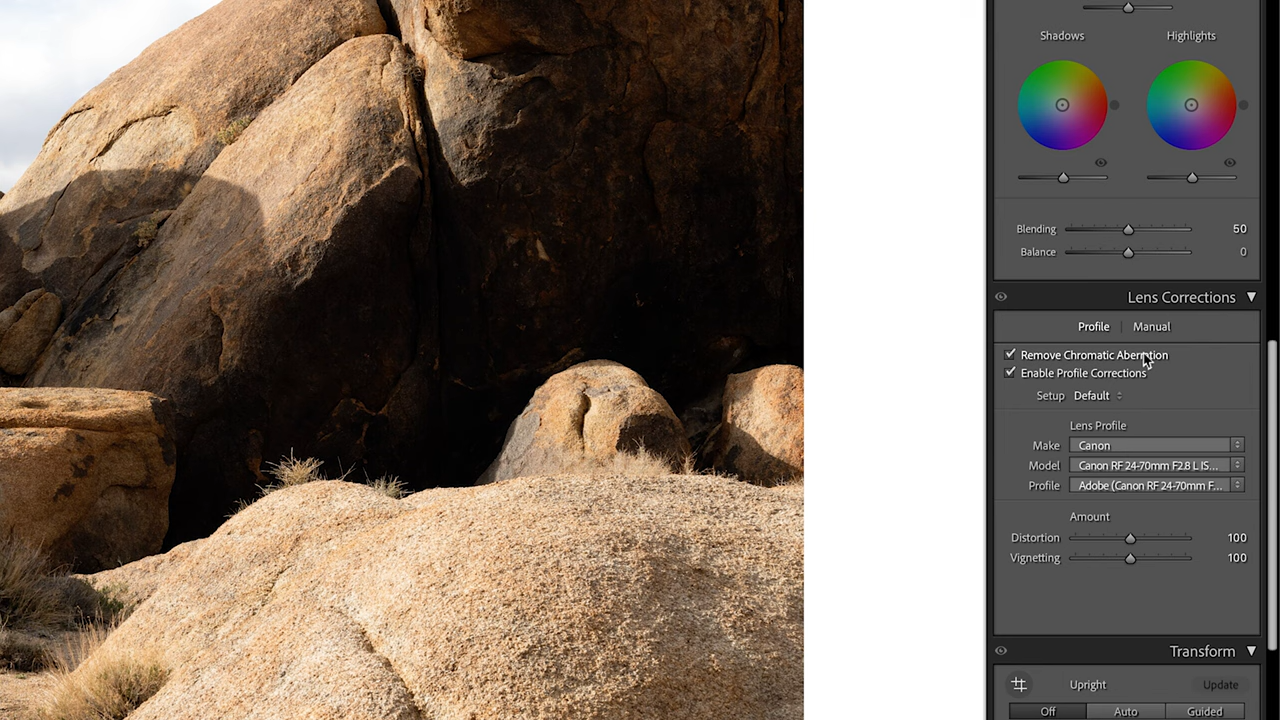 Shadows Highlights
Blending 50
Balance 0
Lens Corrections
Profile Manual
Remove Chromatic Aberration
Enable Profile Corrections
Setup Default
Lens Profile
Make Canon
Model Canon RF 24-70mm F2.8 L IS...
Profile Adobe (Canon RF 24-70mm F...
Amount
Distortion 100
Vignetting 100
Transform
Upright Update
Off Auto Guided